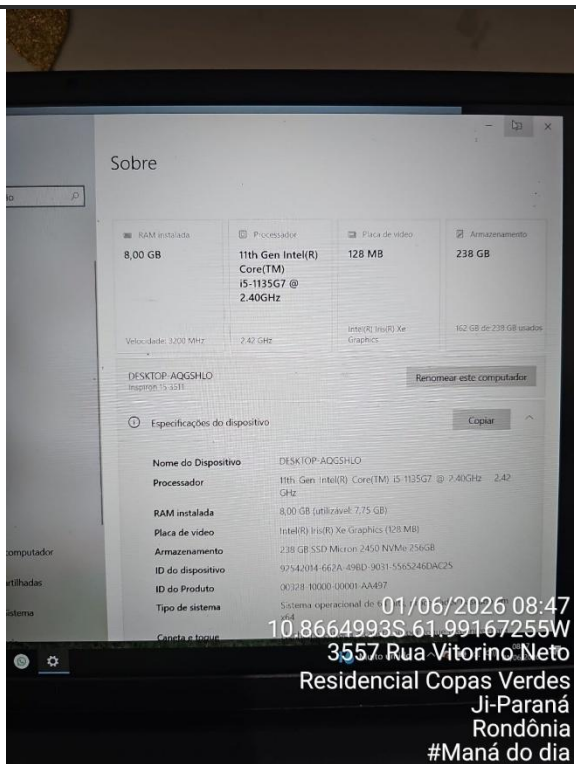 Sobre
RAM instalada
8,00 GB
Velocidade: 3200 MHz
Processador
11th Gen Intel(R)
Core(TM)
i5-1135G7 @
2.40GHz
2.42 GHz
Placa de vídeo
128 MB
Intel(R) Iris(R) Xe
Graphics
Armazenamento
238 GB
162 GB de 238 GB usados
DESKTOP-AQGSHLO
Inspiron 15 3511
Renomear este computador
Especificações do dispositivo
Copiar
Nome do Dispositivo DESKTOP-AQGSHLO
Processador 11th Gen Intel(R) Core(TM) i5-1135G7 @ 2.40GHz 2.42
GHz
RAM instalada 8,00 GB (utilizável: 7,75 GB)
Placa de vídeo Intel(R) Iris(R) Xe Graphics (128 MB)
Armazenamento 238 GB SSD Micron 2450 NVMe 256GB
ID do dispositivo 92542014-662A-49BD-9031-5565246DAC25
ID do Produto 00328-10000-00001-AA497
Tipo de sistema Sistema operacional de
x64
Caneta e toque
computador
rtilhadas
istema
01/06/2026 08:47
10.8664993S 61.99167255W
3557 Rua Vitorino Neto
Residencial Copas Verdes
Ji-Paraná
Rondônia
#Maná do dia